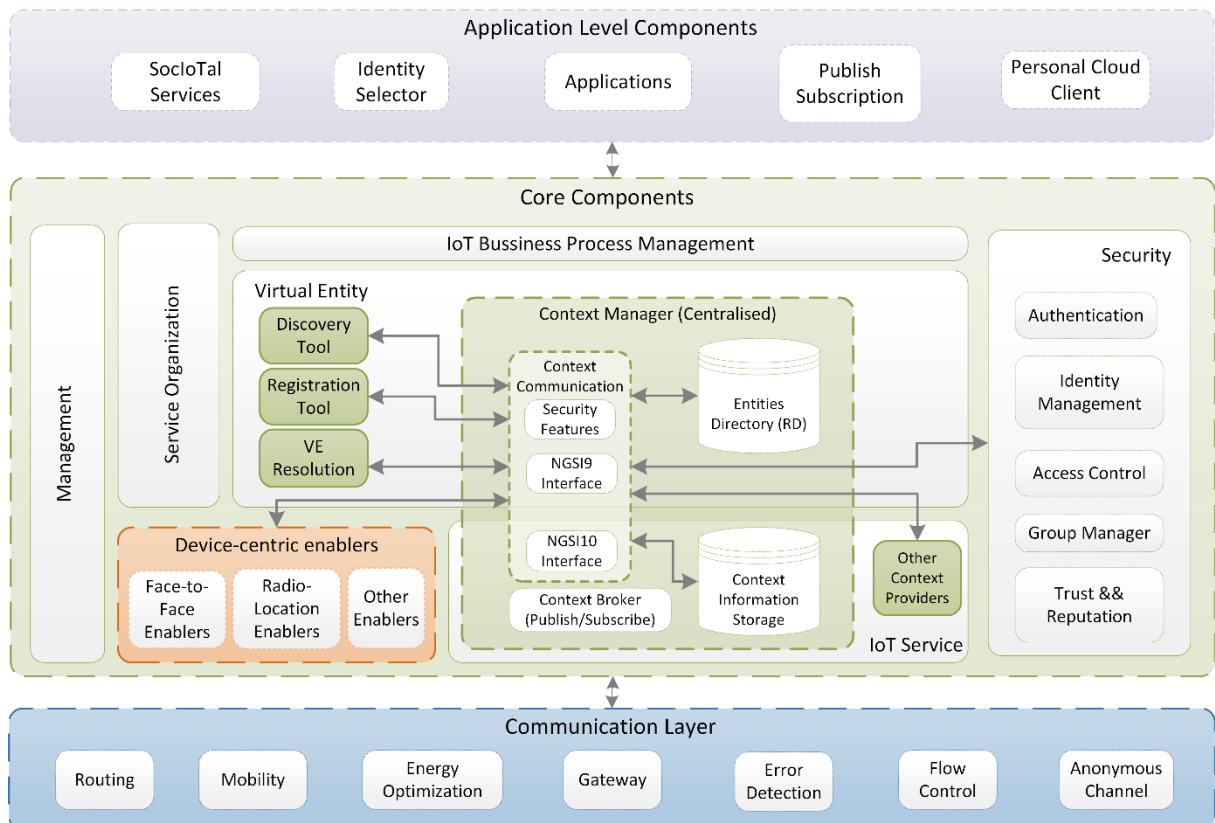 Application Level Components
SocIoTal
Services
Identity
Selector
Applications
Publish
Subscription
Personal Cloud
Client
Core Components
Management
Service Organization
IoT Bussiness Process Management
Virtual Entity
Discovery
Tool
Registration
Tool
VE
Resolution
Context Manager (Centralised)
Context
Communication
Security
Features
NGSI9
Interface
NGSI10
Interface
Entities
Directory (RD)
Context Broker
(Publish/Subscribe)
Context
Information
Storage
Other
Context
Providers
IoT Service
Device-centric enablers
Face-to-
Face
Enablers
Radio-
Location
Enablers
Other
Enablers
Security
Authentication
Identity
Management
Access Control
Group Manager
Trust &&
Reputation
Communication Layer
Routing
Mobility
Energy
Optimization
Gateway
Error
Detection
Flow
Control
Anonymous
Channel